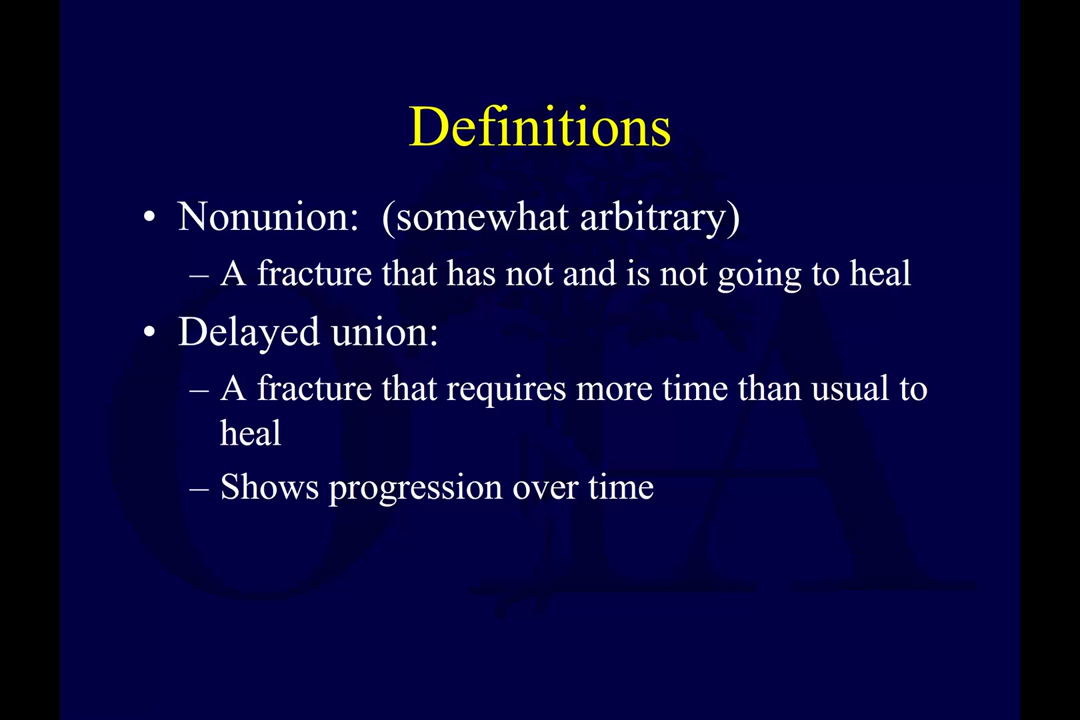 Definitions
• Nonunion: (somewhat arbitrary)
– A fracture that has not and is not going to heal
• Delayed union:
– A fracture that requires more time than usual to
heal
– Shows progression over time
OTA